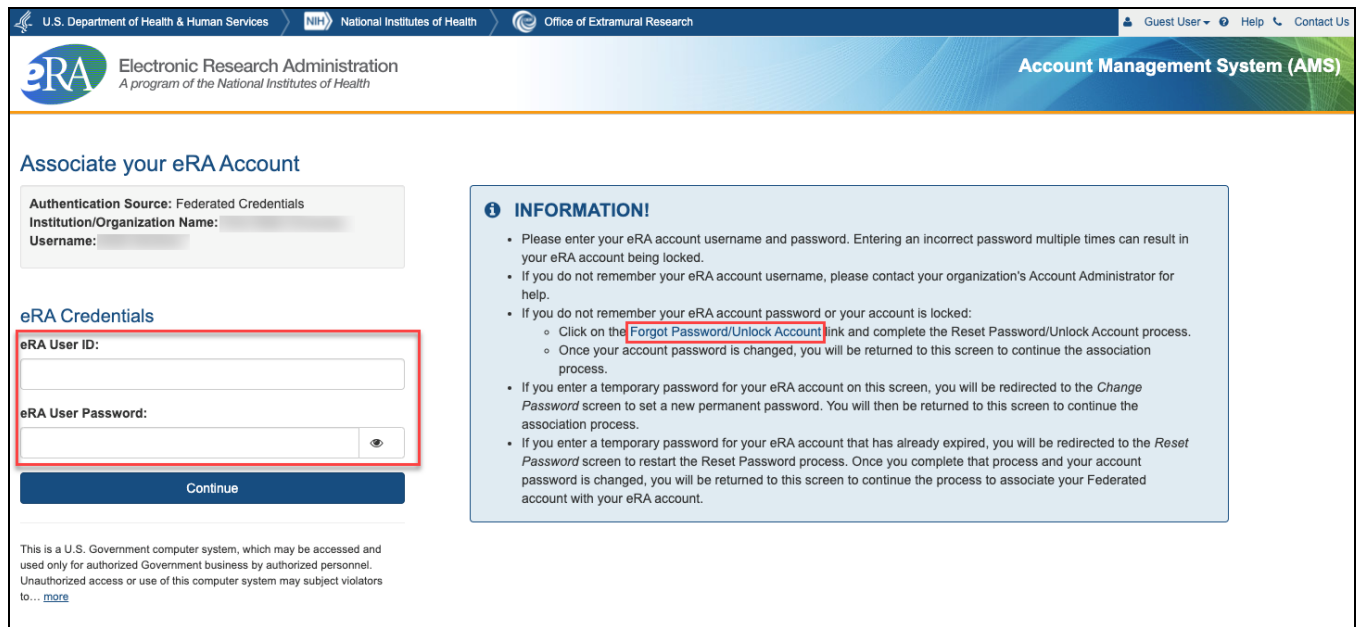 U.S. Department of Health & Human Services
NIH
National Institutes of Health
Office of Extramural Research
Guest User
Help
Contact Us
eRA
Electronic Research Administration
A program of the National Institutes of Health
Account Management System (AMS)
Associate your eRA Account
Authentication Source: Federated Credentials
Institution/Organization Name:
Username:
eRA Credentials
eRA User ID:
eRA User Password:
Continue
This is a U.S. Government computer system, which may be accessed and
used only for authorized Government business by authorized personnel.
Unauthorized access or use of this computer system may subject violators
to… more
INFORMATION!
• Please enter your eRA account username and password. Entering an incorrect password multiple times can result in
your eRA account being locked.
• If you do not remember your eRA account username, please contact your organization's Account Administrator for
help.
• If you do not remember your eRA account password or your account is locked:
◦ Click on the Forgot Password/Unlock Account link and complete the Reset Password/Unlock Account process.
◦ Once your account password is changed, you will be returned to this screen to continue the association
process.
• If you enter a temporary password for your eRA account on this screen, you will be redirected to the Change
Password screen to set a new permanent password. You will then be returned to this screen to continue the
association process.
• If you enter a temporary password for your eRA account that has already expired, you will be redirected to the Reset
Password screen to restart the Reset Password process. Once you complete that process and your account
password is changed, you will be returned to this screen to continue the process to associate your Federated
account with your eRA account.